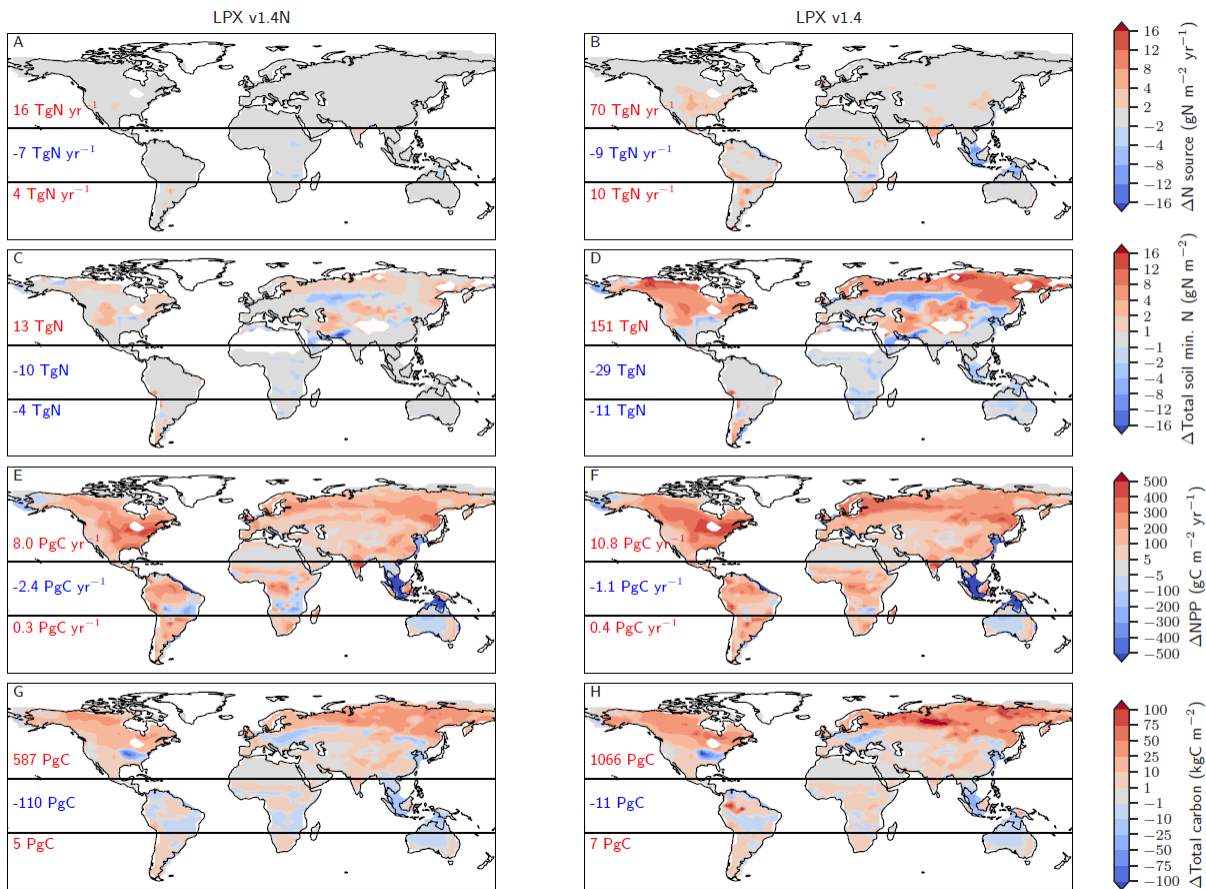 LPX v1.4N
LPX v1.4
A
16 TgN yr⁻¹
-7 TgN yr⁻¹
4 TgN yr⁻¹
B
70 TgN yr⁻¹
-9 TgN yr⁻¹
10 TgN yr⁻¹
16
12
8
4
2
−2
−4
−8
−12
−16
ΔN source (gN m⁻² yr⁻¹)
C
13 TgN
-10 TgN
-4 TgN
D
151 TgN
-29 TgN
-11 TgN
16
12
8
4
2
1
−1
−2
−4
−8
−12
−16
ΔTotal soil min. N (gN m⁻²)
E
8.0 PgC yr⁻¹
-2.4 PgC yr⁻¹
0.3 PgC yr⁻¹
F
10.8 PgC yr⁻¹
-1.1 PgC yr⁻¹
0.4 PgC yr⁻¹
500
400
300
200
100
5
−5
−100
−200
−300
−400
−500
ΔNPP (gC m⁻² yr⁻¹)
G
587 PgC
-110 PgC
5 PgC
H
1066 PgC
-11 PgC
7 PgC
100
75
50
25
10
1
−1
−10
−25
−50
−75
−100
ΔTotal carbon (kgC m⁻²)